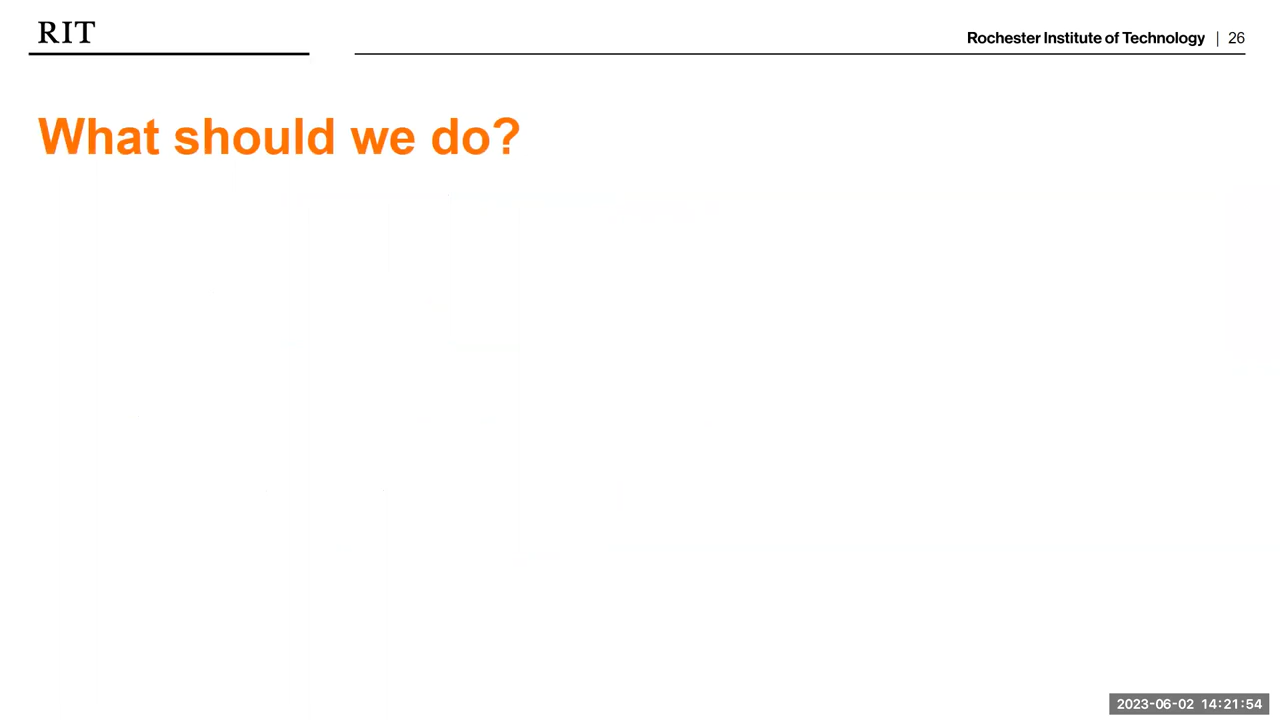 RIT
Rochester Institute of Technology | 26
What should we do?
2023-06-02 14:21:54